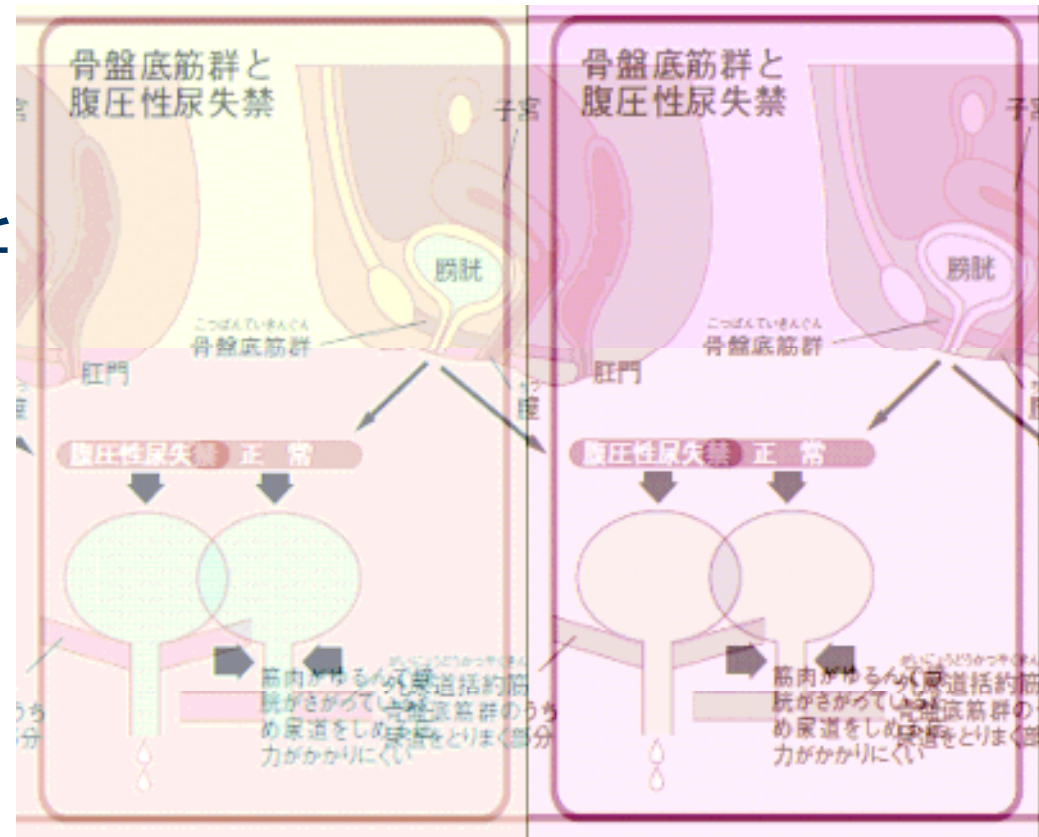 骨盤底筋群と
腹圧性尿失禁
子宮
膀胱
こつばんていきんぐん
骨盤底筋群
肛門
膣
腹圧性尿失禁 正常
筋肉がゆるんで膀
胱がさがっているた
め尿道をしめる
力がかかりにくい
尿道括約筋
骨盤底筋群のうち
尿道をとりまく部分
骨盤底筋群と
腹圧性尿失禁
子宮
膀胱
こつばんていきんぐん
骨盤底筋群
肛門
腹圧性尿失禁 正常
筋肉がゆるんで
胱がさがっている
め尿道をしめ
力がかかりにくい
尿道括約筋
骨盤底筋群の
尿道をとりまく部